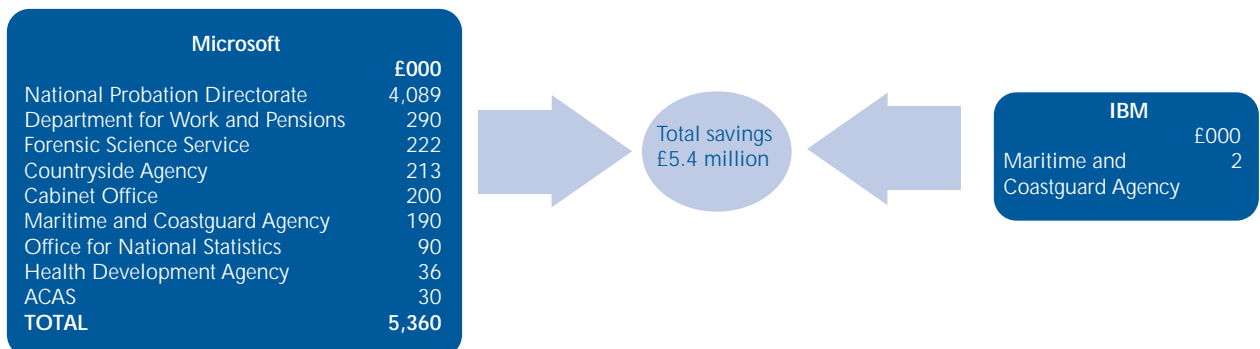 Microsoft
£000
National Probation Directorate 4,089
Department for Work and Pensions 290
Forensic Science Service 222
Countryside Agency 213
Cabinet Office 200
Maritime and Coastguard Agency 190
Office for National Statistics 90
Health Development Agency 36
ACAS 30
TOTAL 5,360
Total savings
£5.4 million
IBM
£000
Maritime and 2
Coastguard Agency